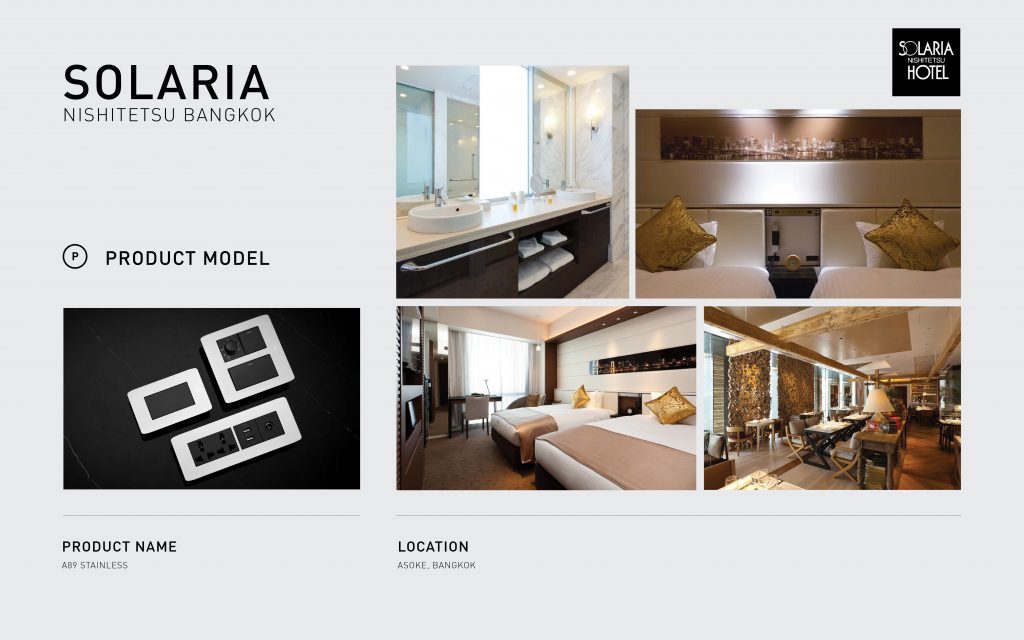 SOLARIA
NISHITETSU BANGKOK
SOLARIA
NISHITETSU
HOTEL
P PRODUCT MODEL
PRODUCT NAME
A89 STAINLESS
LOCATION
ASOKE, BANGKOK